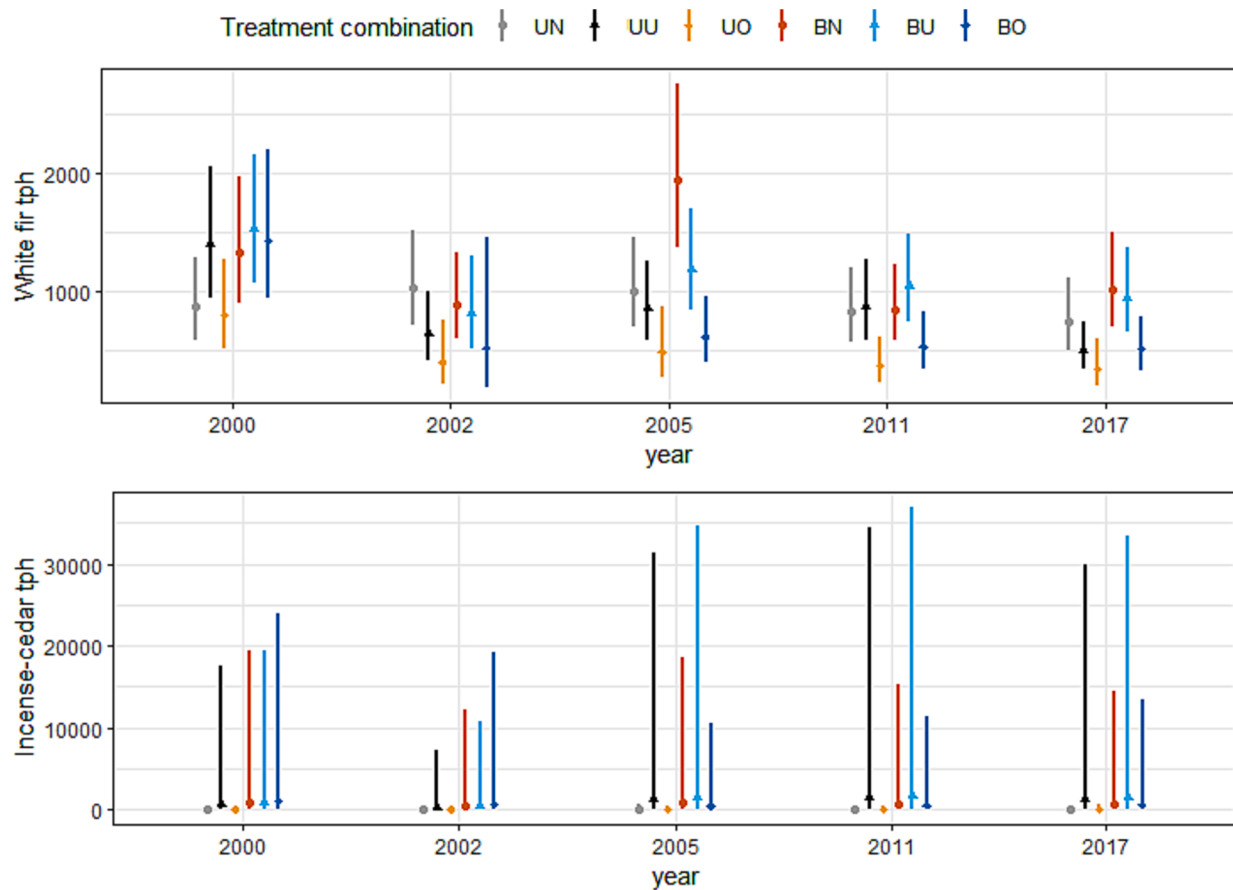 Treatment combination UN UU UO BN BU BO
White fir tph
2000
1000
2000 2002 2005 2011 2017
year
Incense-cedar tph
30000
20000
10000
0
2000 2002 2005 2011 2017
year